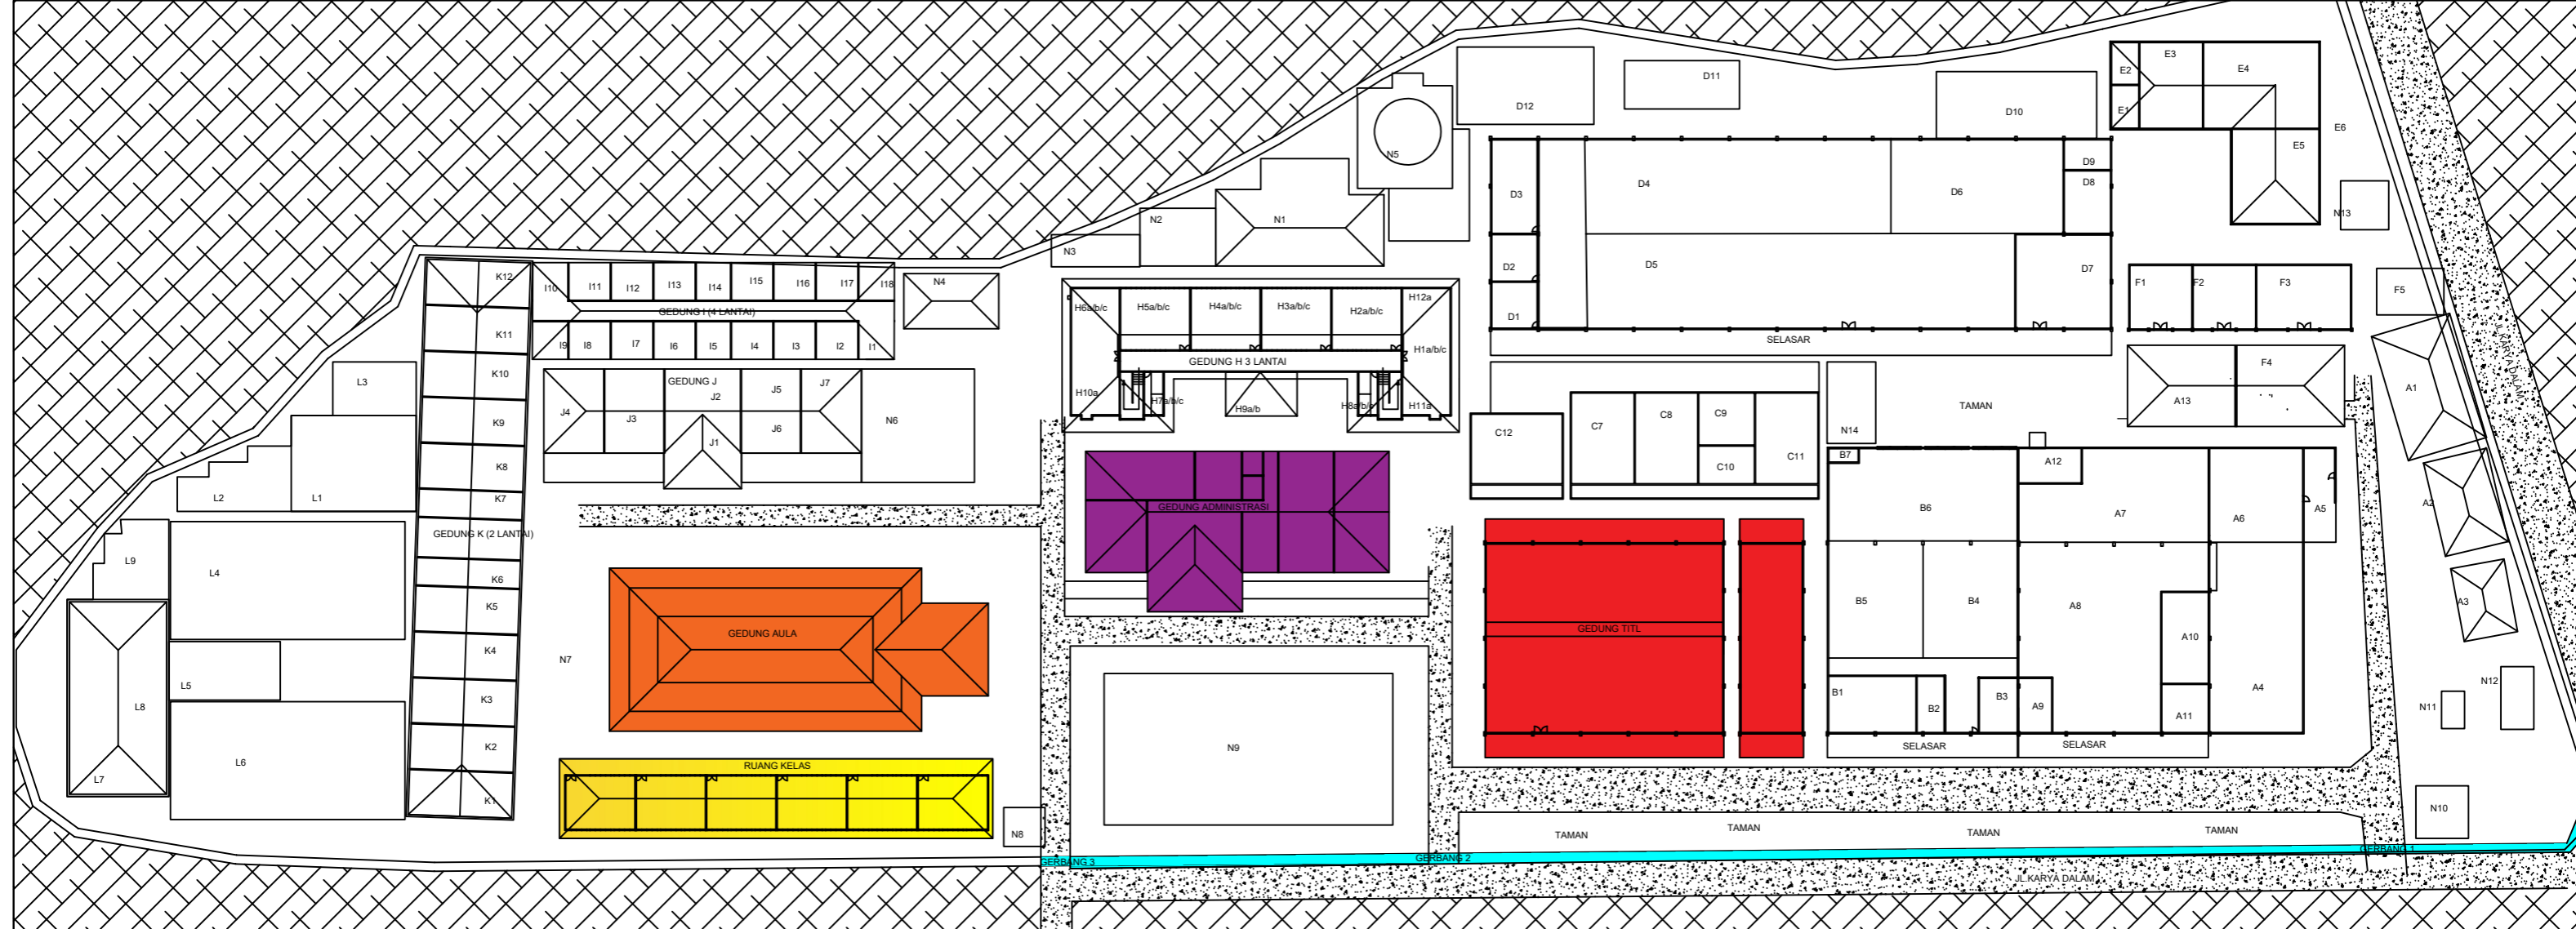 D11
D12
D10
E3
E2
E4
E1
E6
E5
N5
D3
D4
D6
D9
D8
N13
N2
N1
N3
D2
D5
D7
D1
SELASAR
F1
F2
F3
F5
JL.KARYA DALAM
K12
I10
I11
I12
I13
I14
I15
I16
I17
I18
N4
GEDUNG I (4 LANTAI)
K11
I9
I8
I7
I6
I5
I4
I3
I2
I1
H6a/b/c
H5a/b/c
H4a/b/c
H3a/b/c
H2a/b/c
H12a
H1a/b/c
GEDUNG H 3 LANTAI
H10a
H7a/b/c
H9a/b
H8a/b/c
H11a
L3
K10
GEDUNG J
J2
J5
J7
J4
J3
J1
J6
N6
K9
C12
C7
C8
C9
C10
C11
N14
TAMAN
A13
F4
A1
L2
L1
K8
K7
GEDUNG K (2 LANTAI)
GEDUNG ADMINISTRASI
B7
B6
A12
A7
A6
A5
A2
L9
L4
K6
K5
K4
GEDUNG AULA
N7
GEDUNG TITL
B5
B4
A8
A10
A3
L5
L8
K3
B1
B2
B3
A9
A11
A4
N12
N11
L7
L6
K2
K1
RUANG KELAS
N9
SELASAR
SELASAR
N8
N10
TAMAN
TAMAN
TAMAN
TAMAN
GERBANG 3
GERBANG 2
GERBANG 1
JL.KARYA DALAM